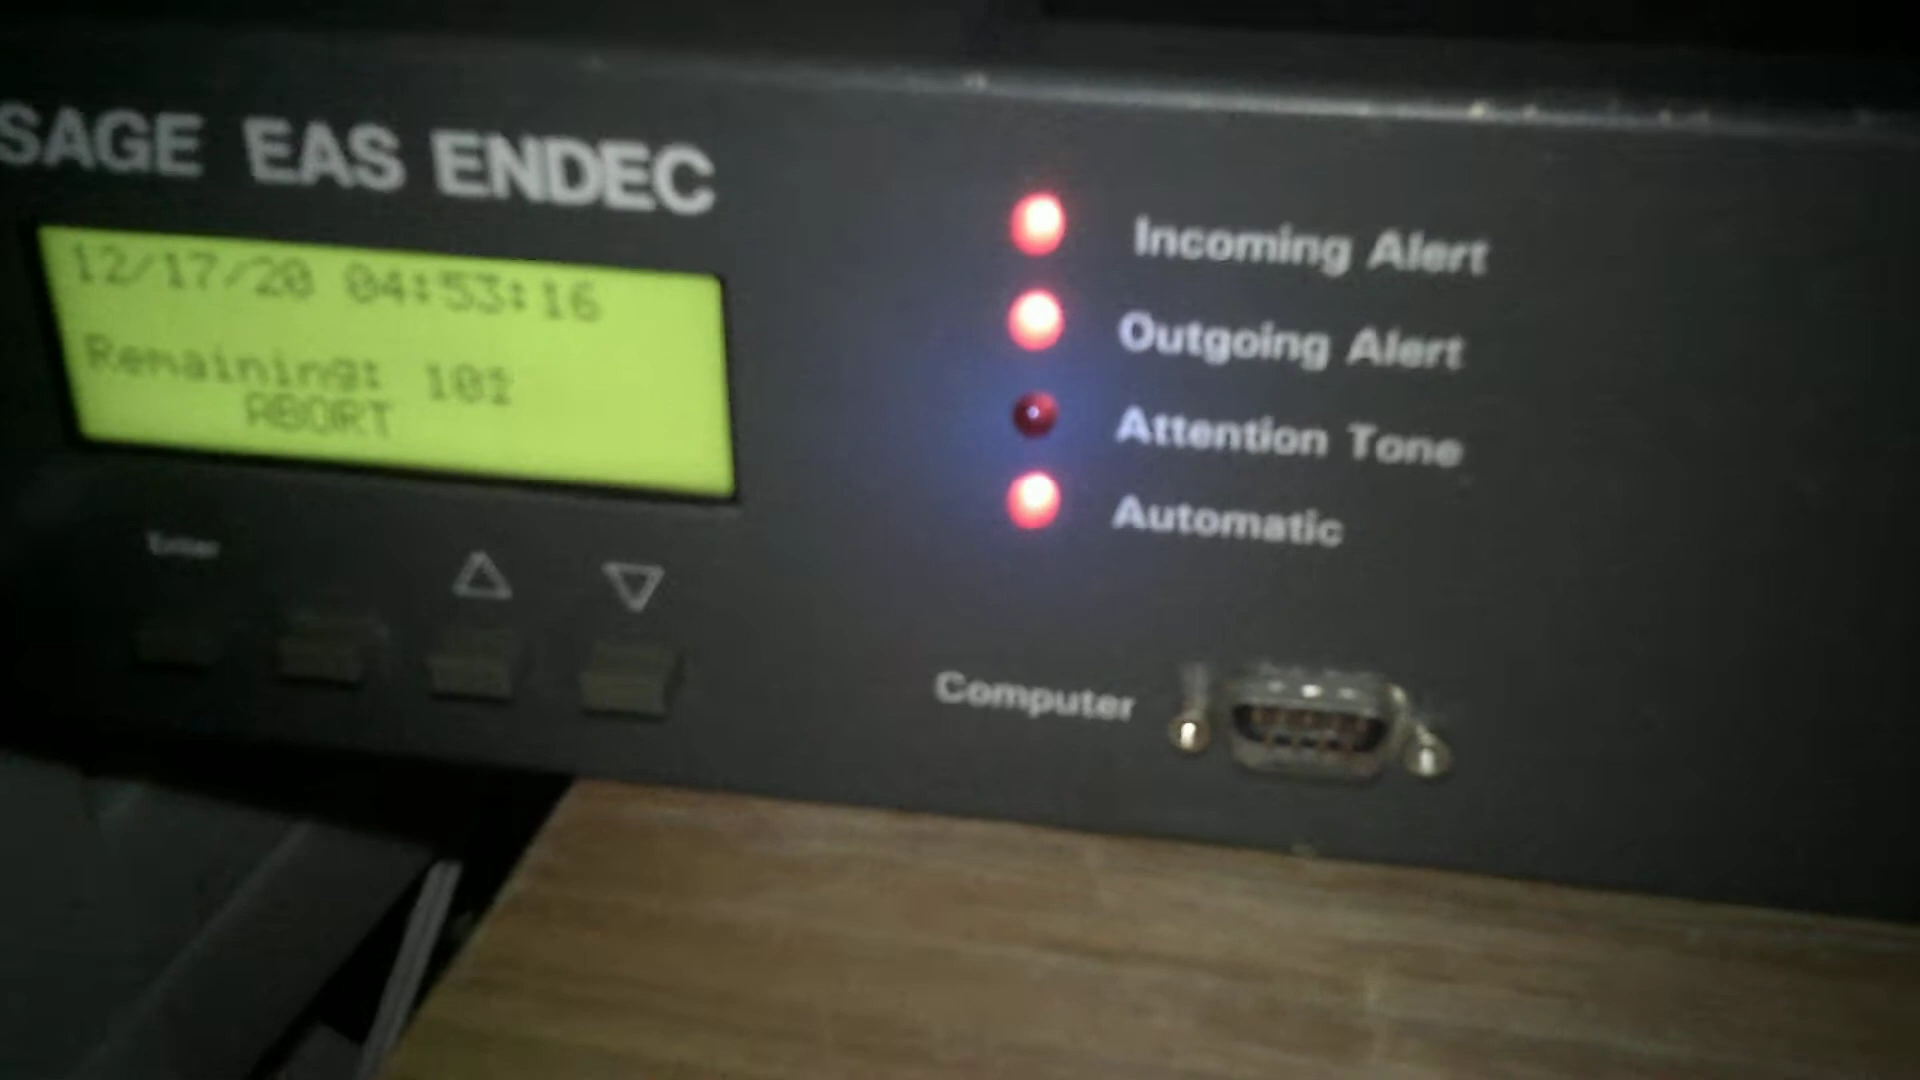 SAGE EAS ENDEC
12/17/20 04:53:16
Remaining:
ABORT
Enter
Incoming Alert
Outgoing Alert
Attention Tone
Automatic
Computer